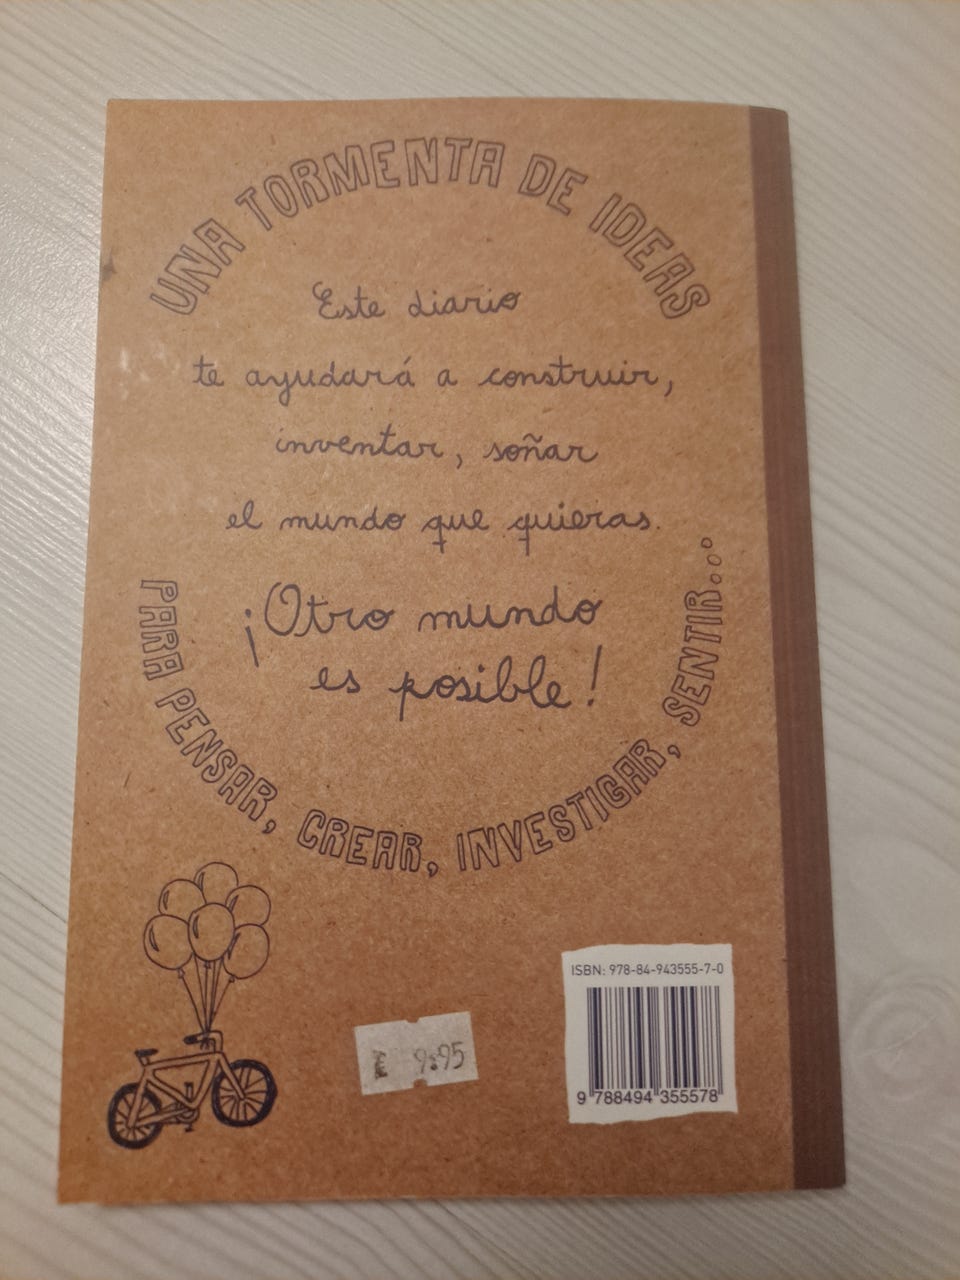 UNA TORMENTA DE IDEAS
Este diario
te ayudará a construir,
inventar, soñar
el mundo que quieras.
¡Otro mundo
es posible!
PARA PENSAR, CREAR, INVESTIGAR, SENTIR...
£ 9:95
ISBN: 978-84-943555-7-0
9 788494 355578